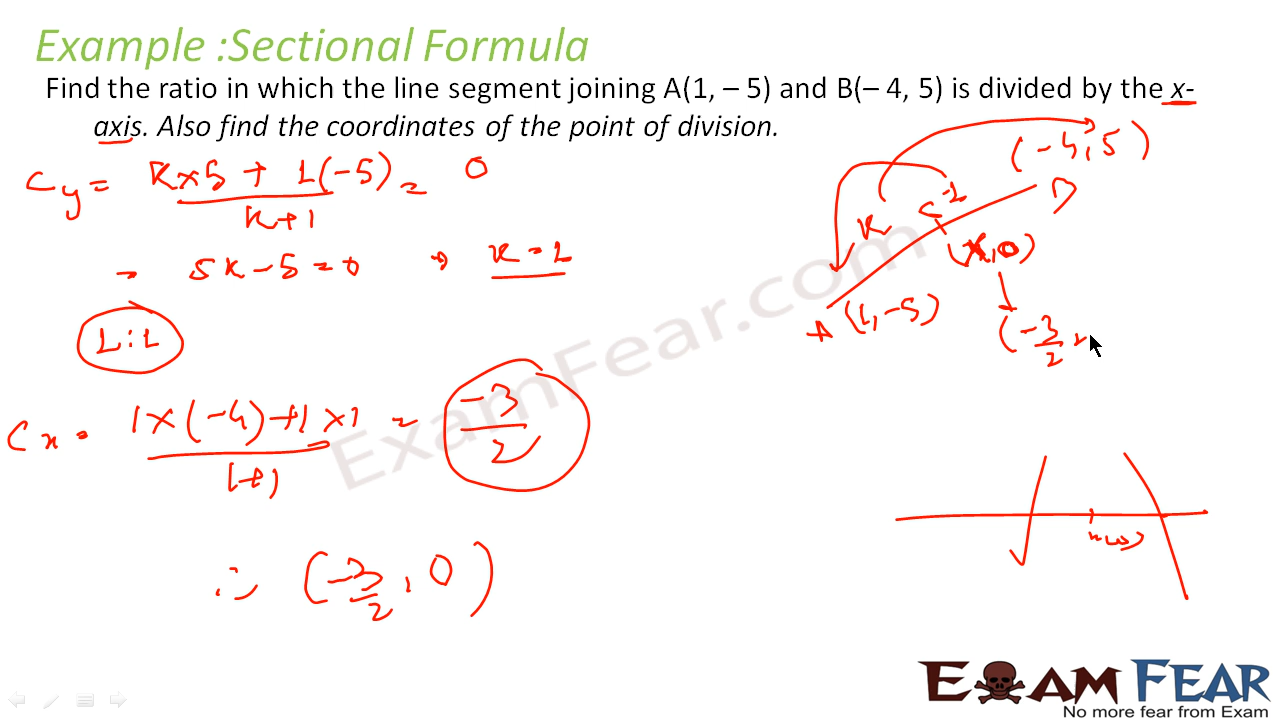 Example :Sectional Formula
Find the ratio in which the line segment joining A(1, – 5) and B(– 4, 5) is divided by the x-
axis. Also find the coordinates of the point of division.
Cy = K×5 + 1(-5) / K+1 = 0
(-4,5)
B
K C 1
(x,0)
= 5K-5=0 → K=1
A (1,-5)
(-3/2,
1:1
Cx = 1×(-4)+1×1 / 1+1 = -3/2
∴ (-3/2, 0)
ExamFear.com
EXAM FEAR
No more fear from Exam